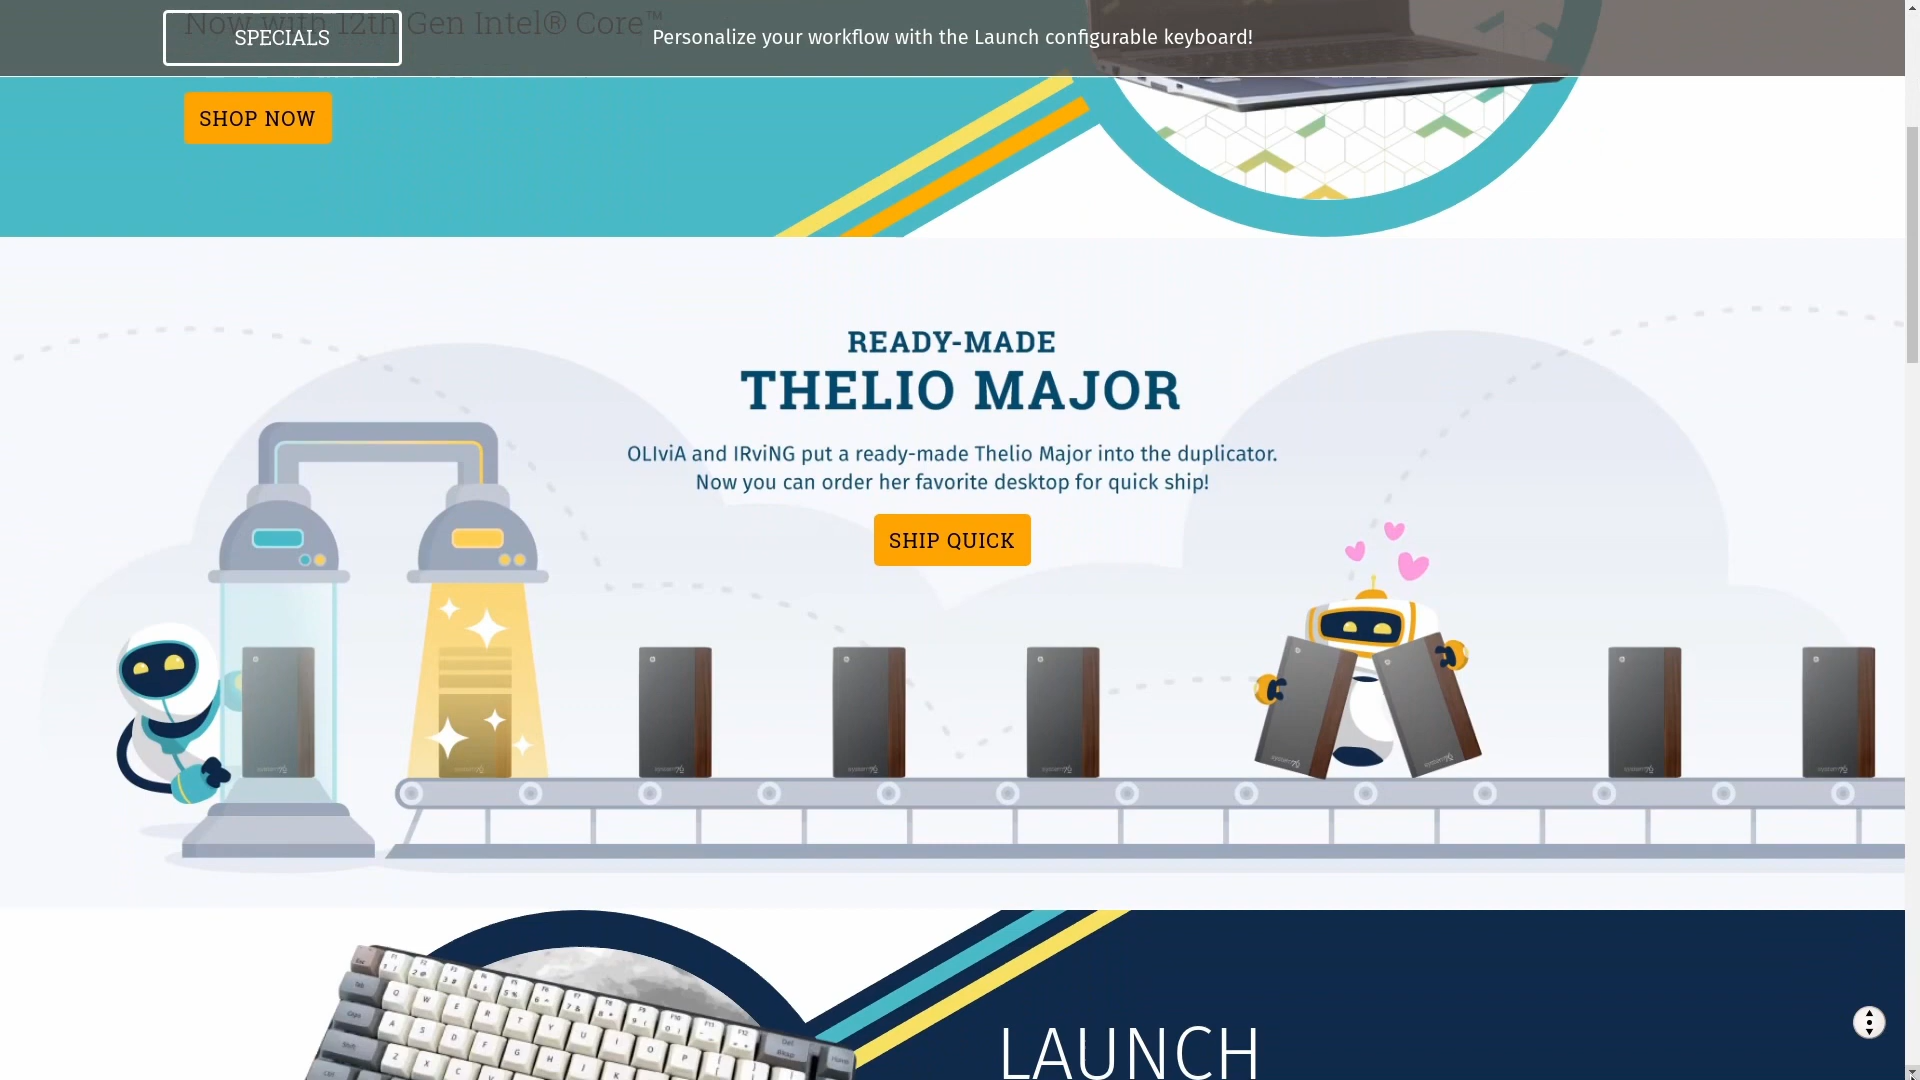 Now with 12th Gen Intel® Core™
SPECIALS
Personalize your workflow with the Launch configurable keyboard!
SHOP NOW
READY-MADE
THELIO MAJOR
OLIviA and IRviNG put a ready-made Thelio Major into the duplicator.
Now you can order her favorite desktop for quick ship!
SHIP QUICK
LAUNCH